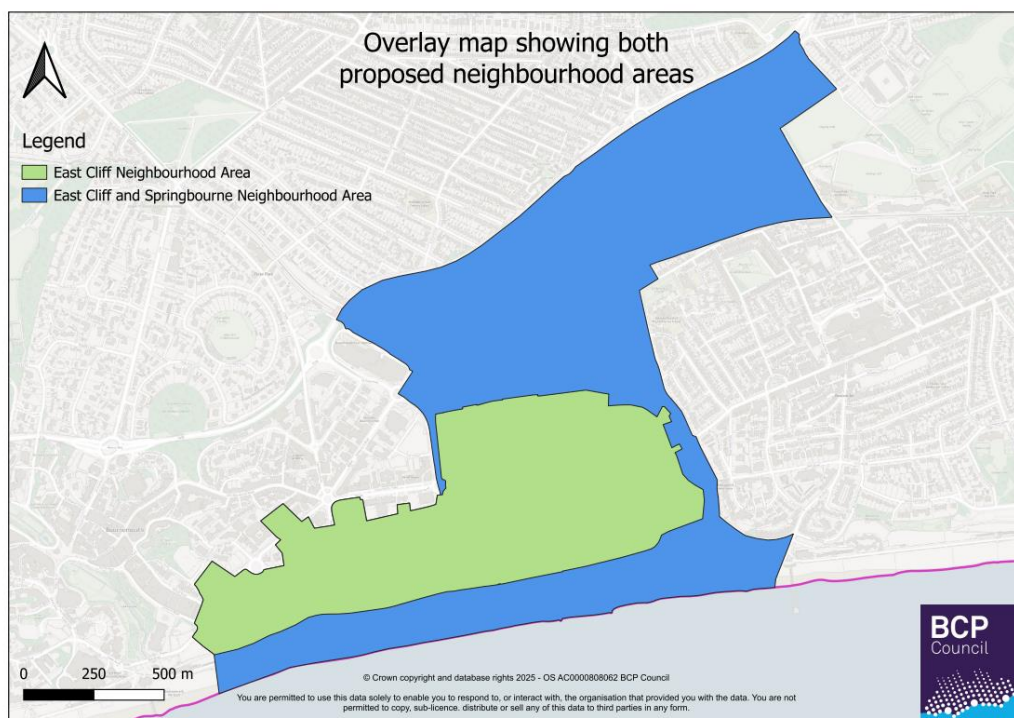 Overlay map showing both
proposed neighbourhood areas
Legend
East Cliff Neighbourhood Area
East Cliff and Springbourne Neighbourhood Area
0 250 500 m
© Crown copyright and database rights 2025 - OS AC0000808062 BCP Council
You are permitted to use this data solely to enable you to respond to, or interact with, the organisation that provided you with the data. You are not
permitted to copy, sub-licence. distribute or sell any of this data to third parties in any form.
BCP
Council